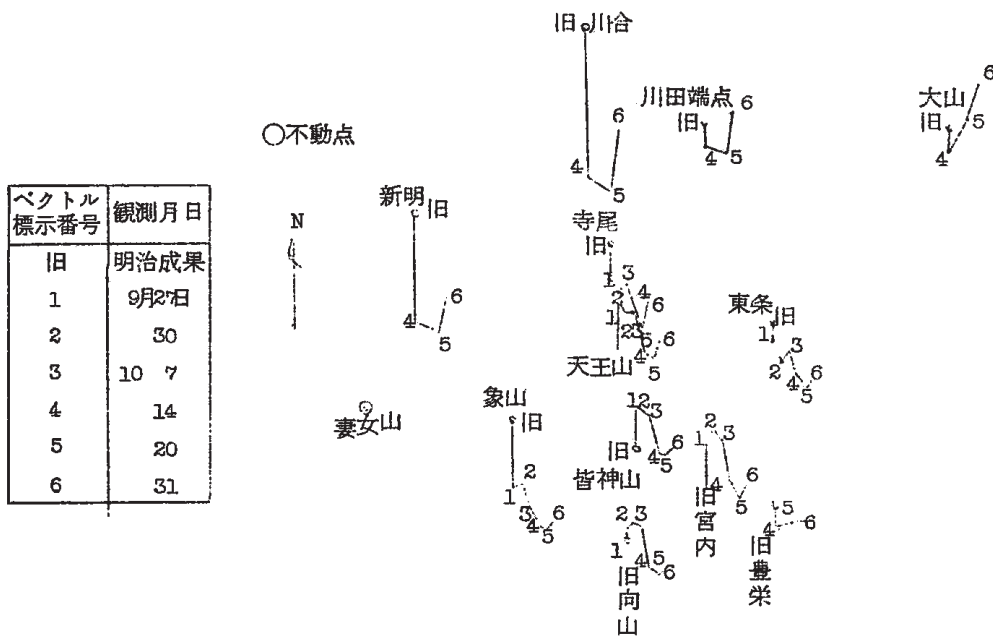 旧 川合
6
4
5
川田端点 6
旧
4 5
大山 6
旧 5
4
○不動点
ベクトル標示番号 観測月日
旧 明治成果
1 9月27日
2 30
3 10 7
4 14
5 20
6 31
N
新明
旧
4 5 6
妻女山
寺尾
旧
1
2 3 4 6
1
2 3 5 6
4 5
天王山
東条
旧
1
2 3
4 5 6
象山
旧
1 2
3 4 5 6
1 2 3
旧
4 5 6
皆神山
2 3
1
4 5 6
旧向山
2 3
1
4 5 6
旧宮内
5
4 6
旧豊栄